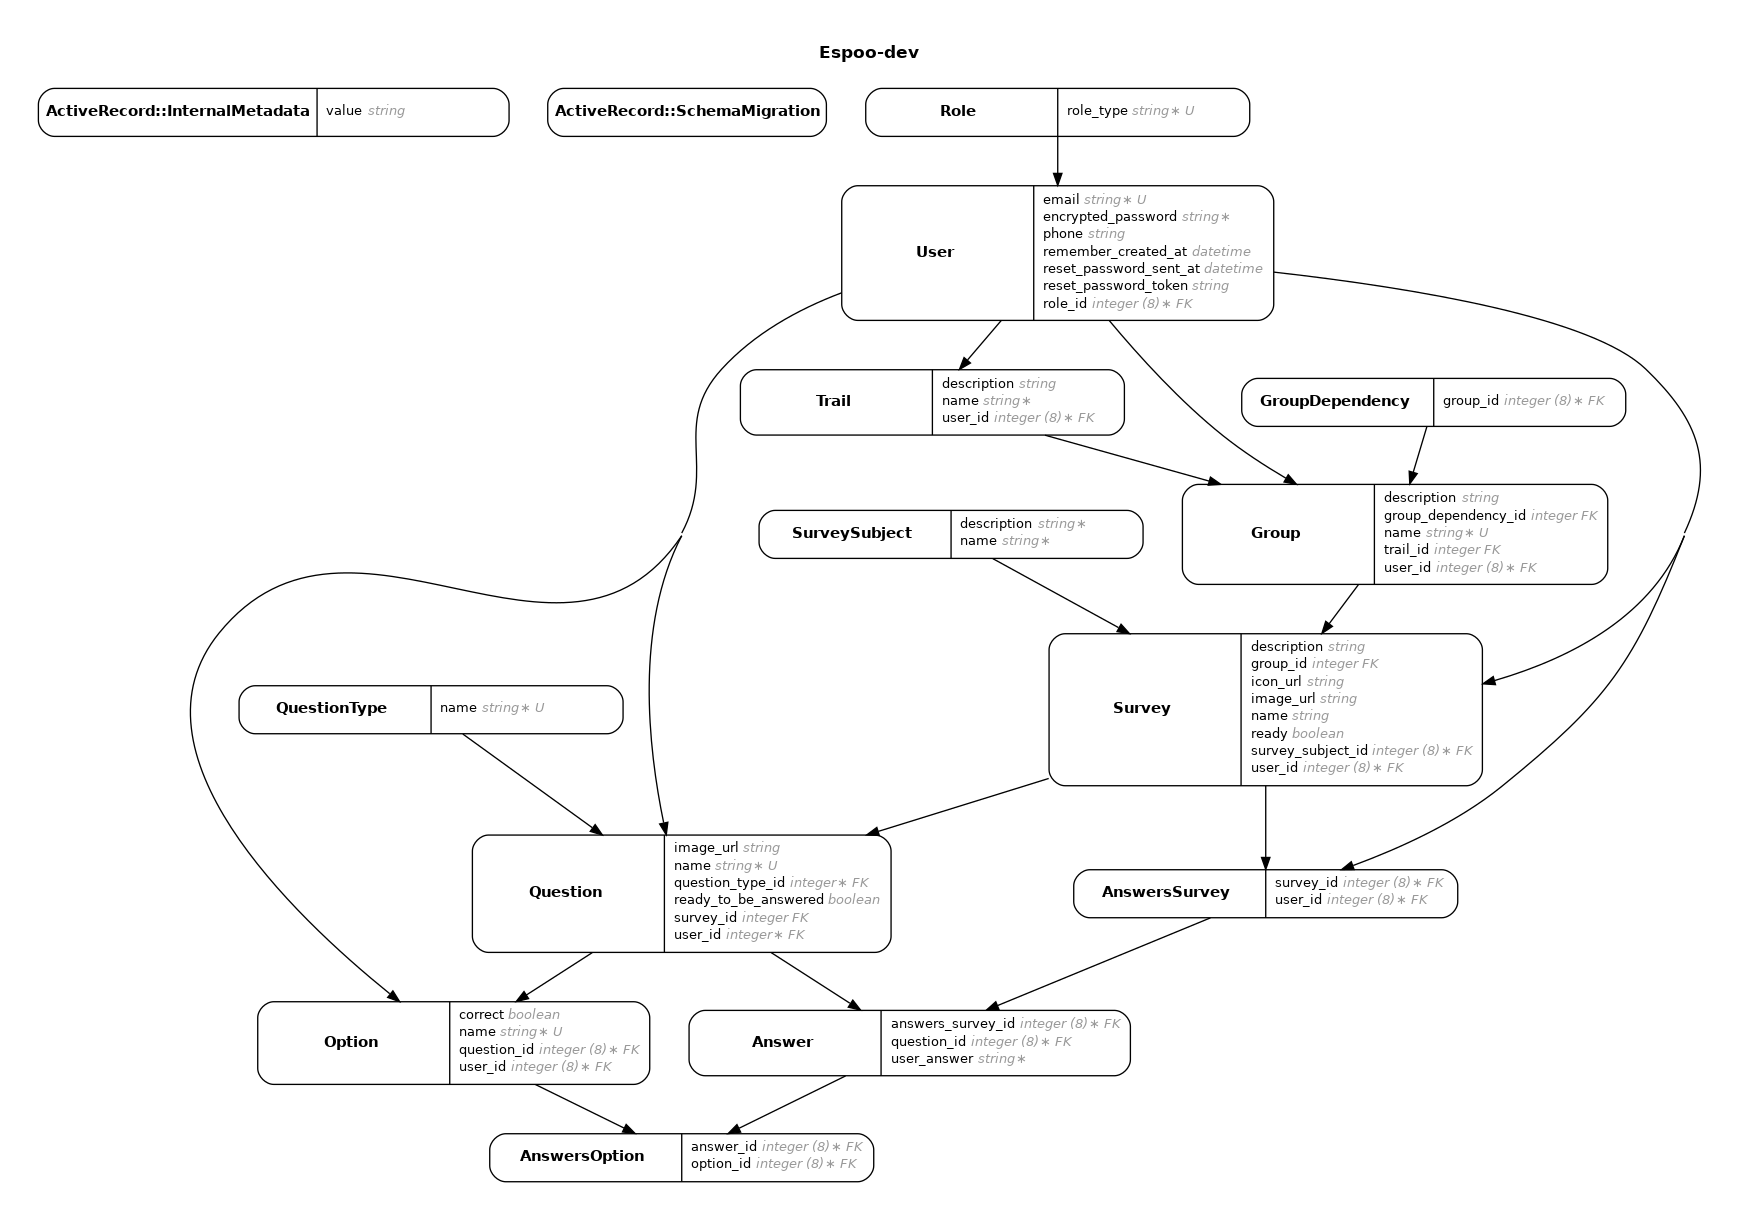 Espoo-dev
ActiveRecord::InternalMetadata
value string
ActiveRecord::SchemaMigration
Role
role_type string∗ U
User
email string∗ U
encrypted_password string∗
phone string
remember_created_at datetime
reset_password_sent_at datetime
reset_password_token string
role_id integer (8)∗ FK
Trail
description string
name string∗
user_id integer (8)∗ FK
GroupDependency
group_id integer (8)∗ FK
Group
description string
group_dependency_id integer FK
name string∗ U
trail_id integer FK
user_id integer (8)∗ FK
SurveySubject
description string∗
name string∗
Survey
description string
group_id integer FK
icon_url string
image_url string
name string
ready boolean
survey_subject_id integer (8)∗ FK
user_id integer (8)∗ FK
QuestionType
name string∗ U
Question
image_url string
name string∗ U
question_type_id integer∗ FK
ready_to_be_answered boolean
survey_id integer FK
user_id integer∗ FK
AnswersSurvey
survey_id integer (8)∗ FK
user_id integer (8)∗ FK
Option
correct boolean
name string∗ U
question_id integer (8)∗ FK
user_id integer (8)∗ FK
Answer
answers_survey_id integer (8)∗ FK
question_id integer (8)∗ FK
user_answer string∗
AnswersOption
answer_id integer (8)∗ FK
option_id integer (8)∗ FK